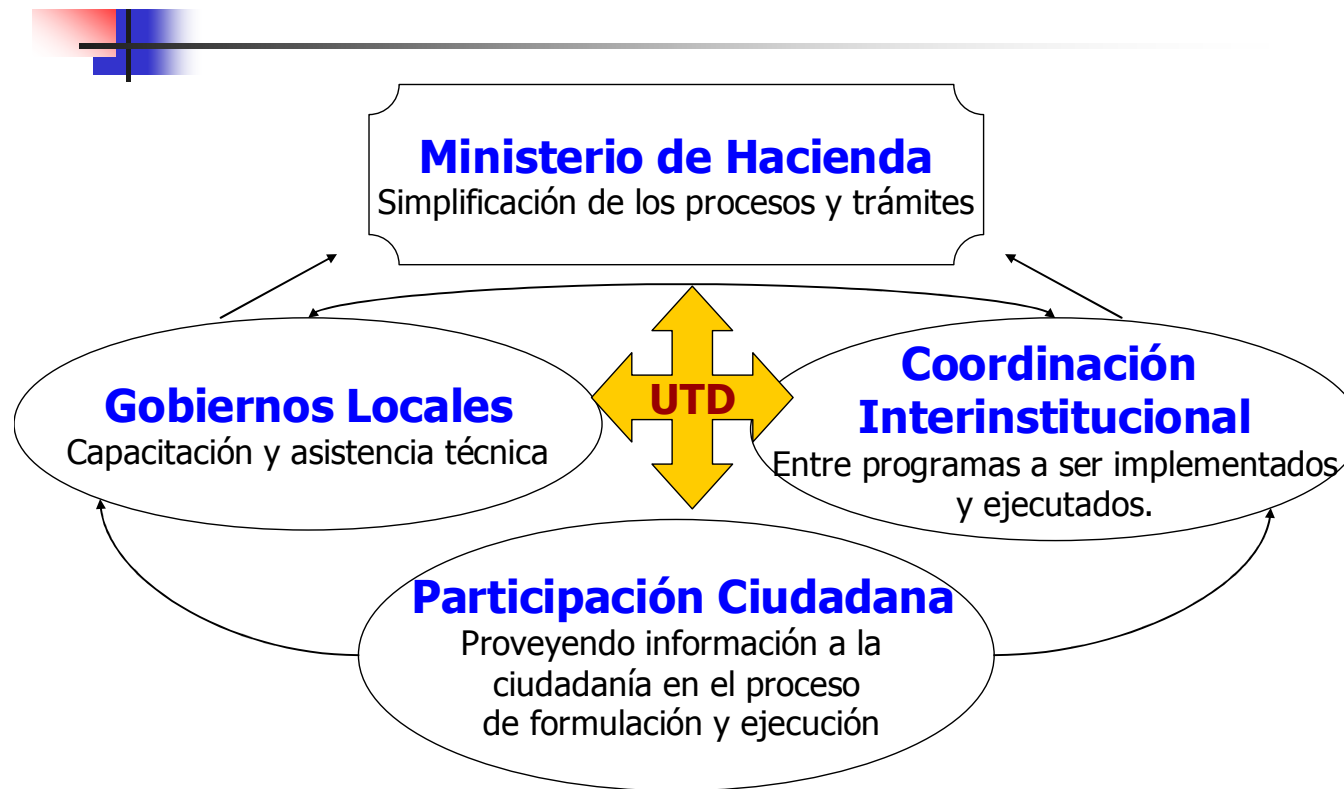 Ministerio de Hacienda
Simplificación de los procesos y trámites
Gobiernos Locales
Capacitación y asistencia técnica
UTD
Coordinación
Interinstitucional
Entre programas a ser implementados
y ejecutados.
Participación Ciudadana
Proveyendo información a la
ciudadanía en el proceso
de formulación y ejecución